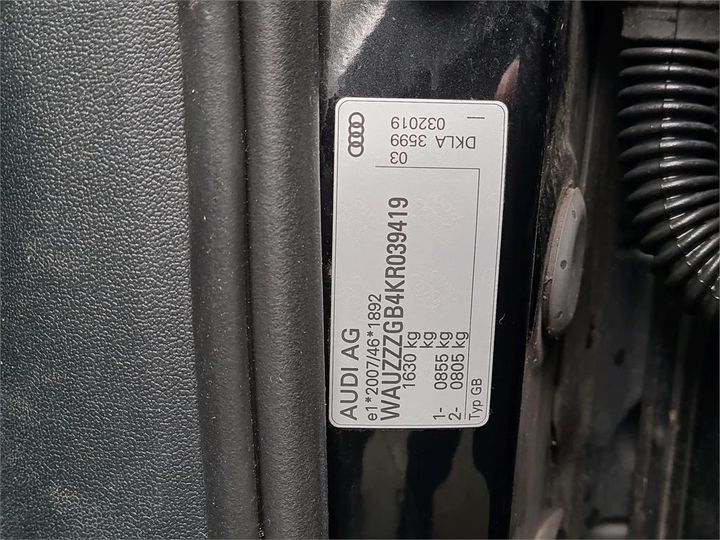 AUDI AG
e1*2007/46*1892
WAUZZZGB4KR039419
1630 kg
kg
1- 0855 kg
2- 0805 kg
Typ GB
03
DKLA 3599
032019